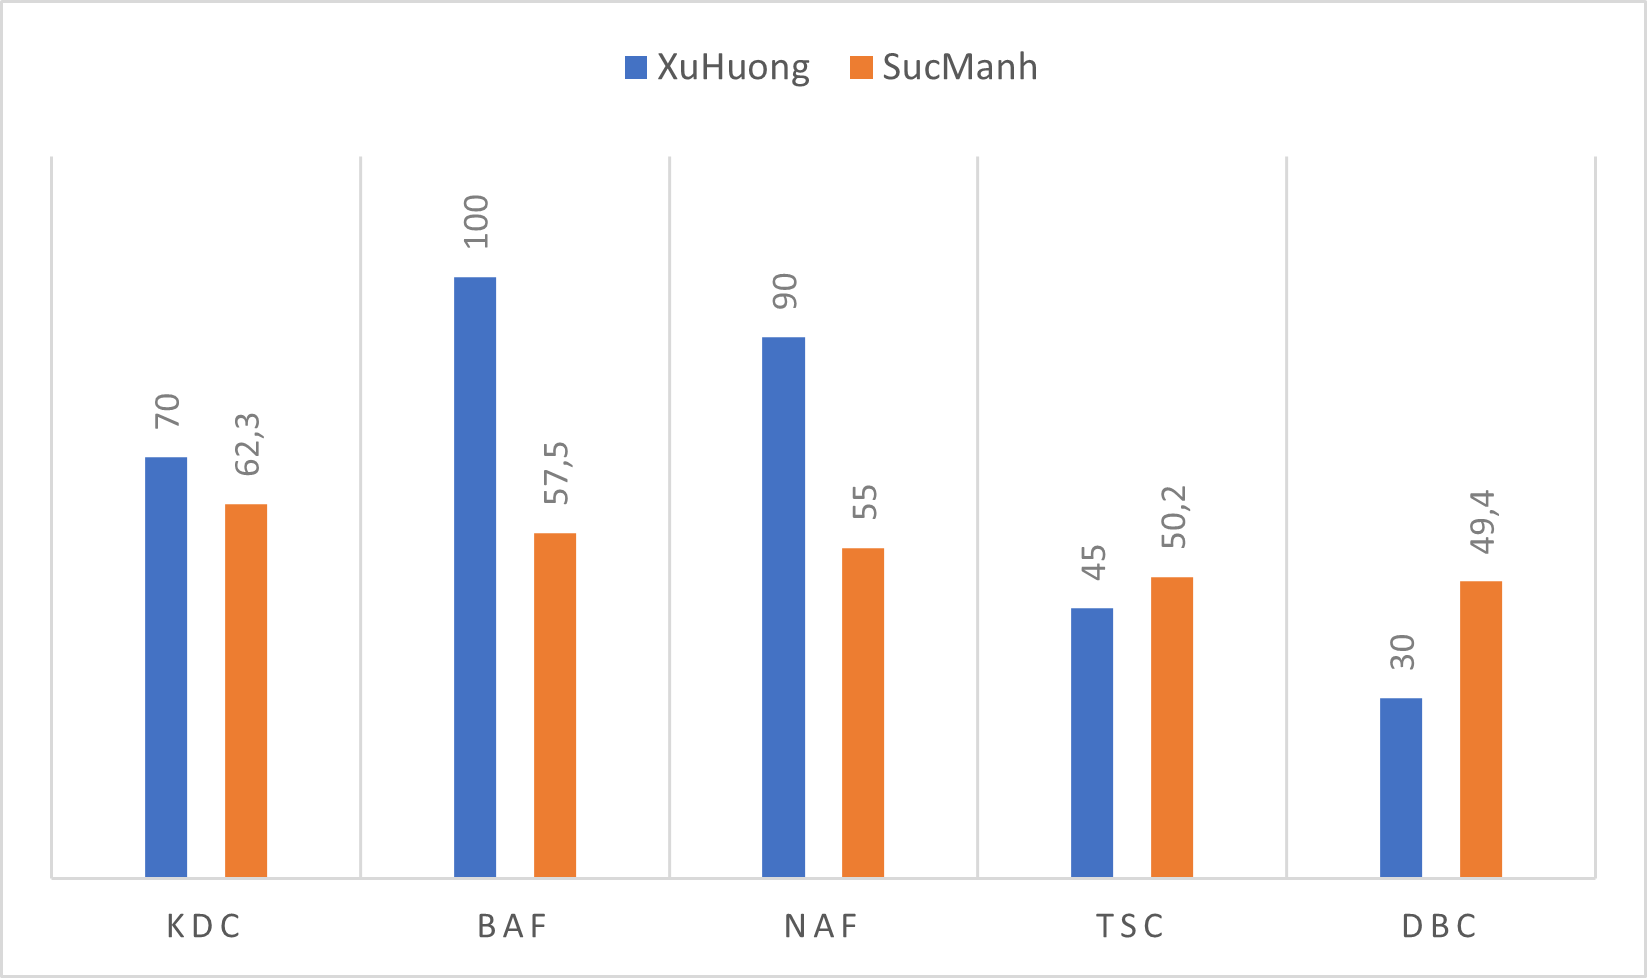 XuHuong SucManh
70 62,3 100 57,5 90 55 45 50,2 30 49,4
KDC BAF NAF TSC DBC